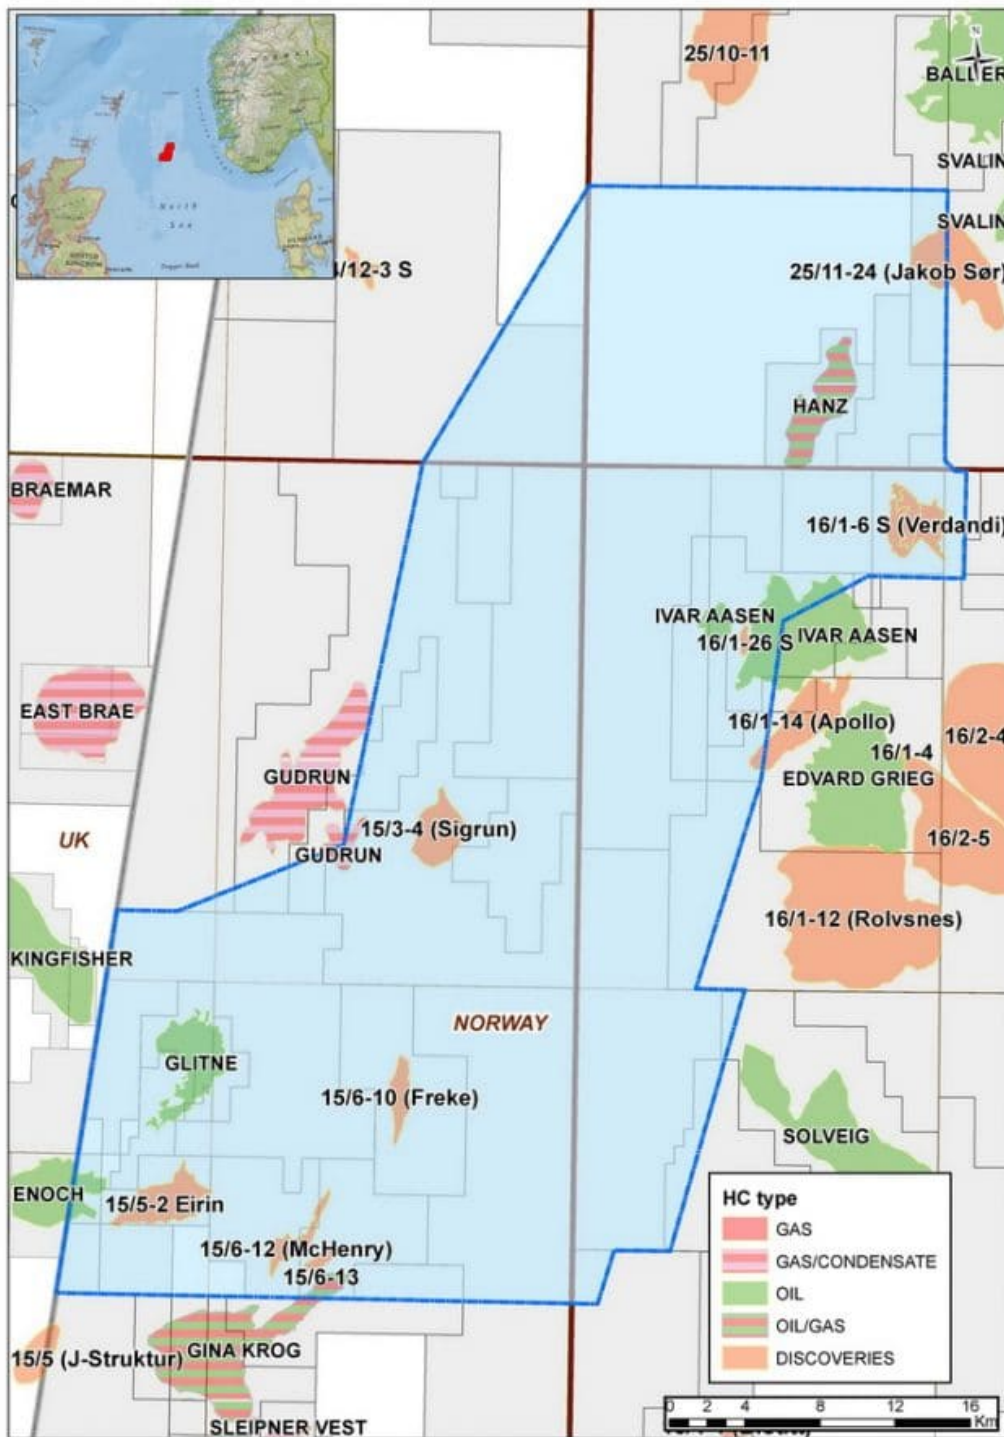 25/10-11
N
BALDER
SVALIN
SVALIN
North
Sea
/12-3 S
25/11-24 (Jakob Sør)
HANZ
BRAEMAR
16/1-6 S (Verdandi)
IVAR AASEN
IVAR AASEN
16/1-26 S
EAST BRAE
16/1-14 (Apollo)
16/1-4
16/2-4
GUDRUN
EDVARD GRIEG
15/3-4 (Sigrun)
UK
GUDRUN
16/2-5
16/1-12 (Rolvsnes)
KINGFISHER
NORWAY
GLITNE
15/6-10 (Freke)
SOLVEIG
ENOCH
15/5-2 Eirin
15/6-12 (McHenry)
15/6-13
HC type
GAS
GAS/CONDENSATE
OIL
OIL/GAS
DISCOVERIES
15/5 (J-Struktur)
GINA KROG
SLEIPNER VEST
0 2 4 8 12 16
Km